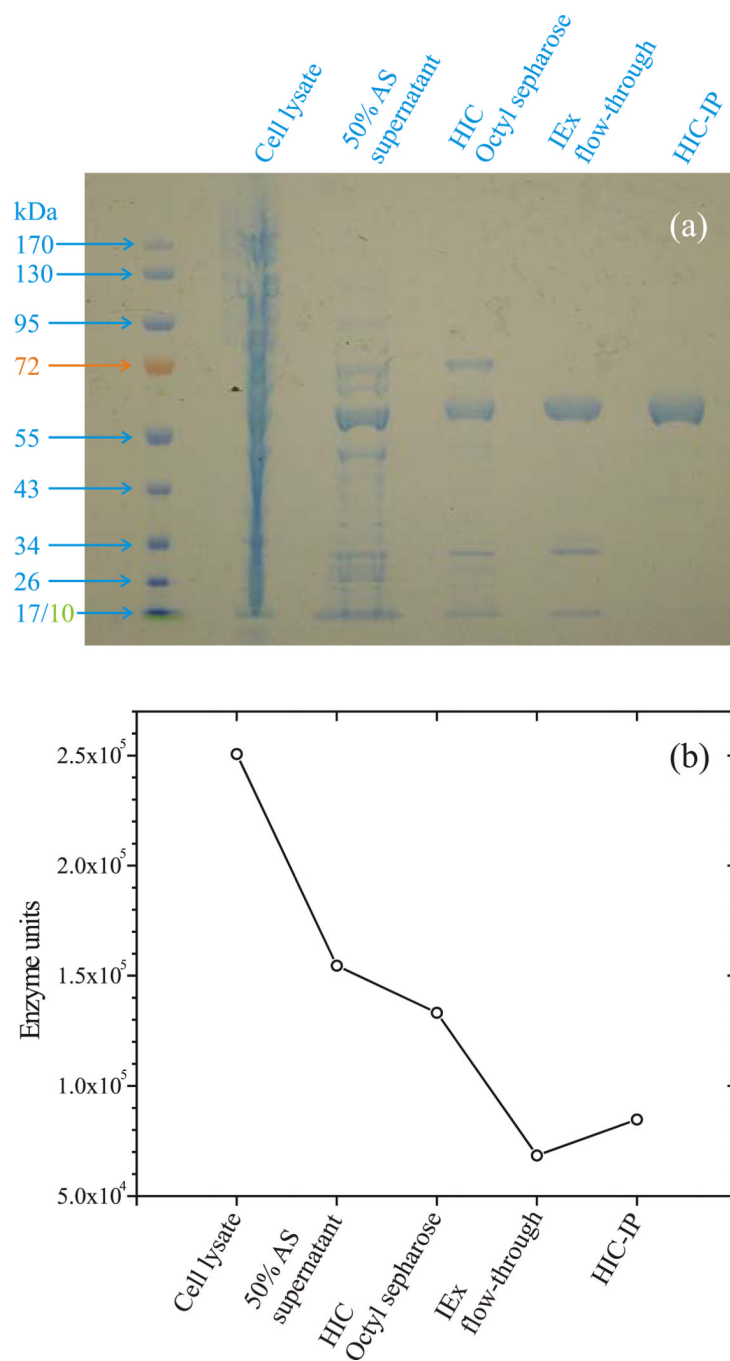 Cell lysate
50% AS
supernatant
HIC
Octyl sepharose
IEx
flow-through
HIC-IP
kDa
(a)
170
130
95
72
55
43
34
26
17/10
(b)
2.5x10⁵
2.0x10⁵
1.5x10⁵
1.0x10⁵
5.0x10⁴
Enzyme units
Cell lysate
50% AS
supernatant
HIC
Octyl sepharose
IEx
flow-through
HIC-IP